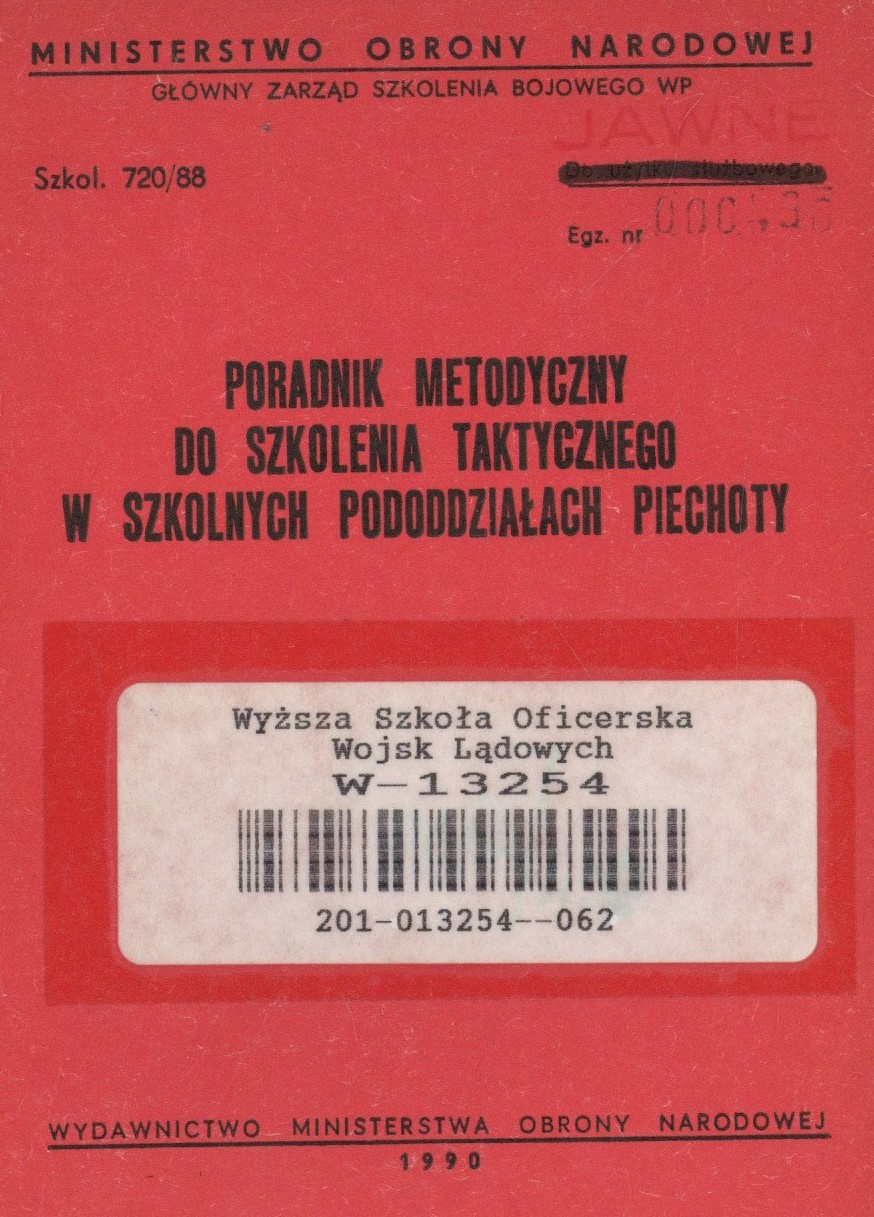 MINISTERSTWO OBRONY NARODOWEJ
GŁÓWNY ZARZĄD SZKOLENIA BOJOWEGO WP
JAWNE
Szkol. 720/88
Do użytku służbowego
Egz. nr
PORADNIK METODYCZNY
DO SZKOLENIA TAKTYCZNEGO
W SZKOLNYCH PODODDZIAŁACH PIECHOTY
Wyższa Szkoła Oficerska
Wojsk Lądowych
W-13254
201-013254--062
WYDAWNICTWO MINISTERSTWA OBRONY NARODOWEJ
1990